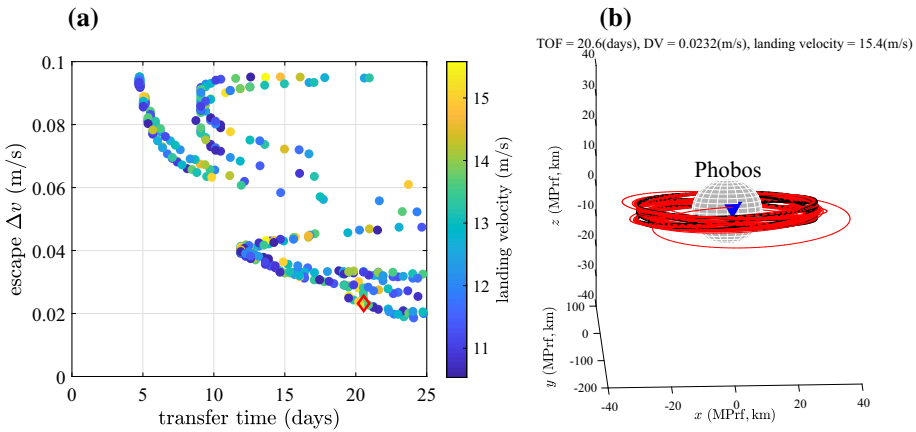 (a)
0.1
0.08
0.06
0.04
0.02
0
escape Δv (m/s)
0 5 10 15 20 25
transfer time (days)
15
14
13
12
11
landing velocity (m/s)
(b)
TOF = 20.6(days), DV = 0.0232(m/s), landing velocity = 15.4(m/s)
40
30
20
10
0
-10
-20
-30
-40
z (MPrf, km)
Phobos
100
0
-100
-200
y (MPrf, km)
-40 -20 0 20 40
x (MPrf, km)